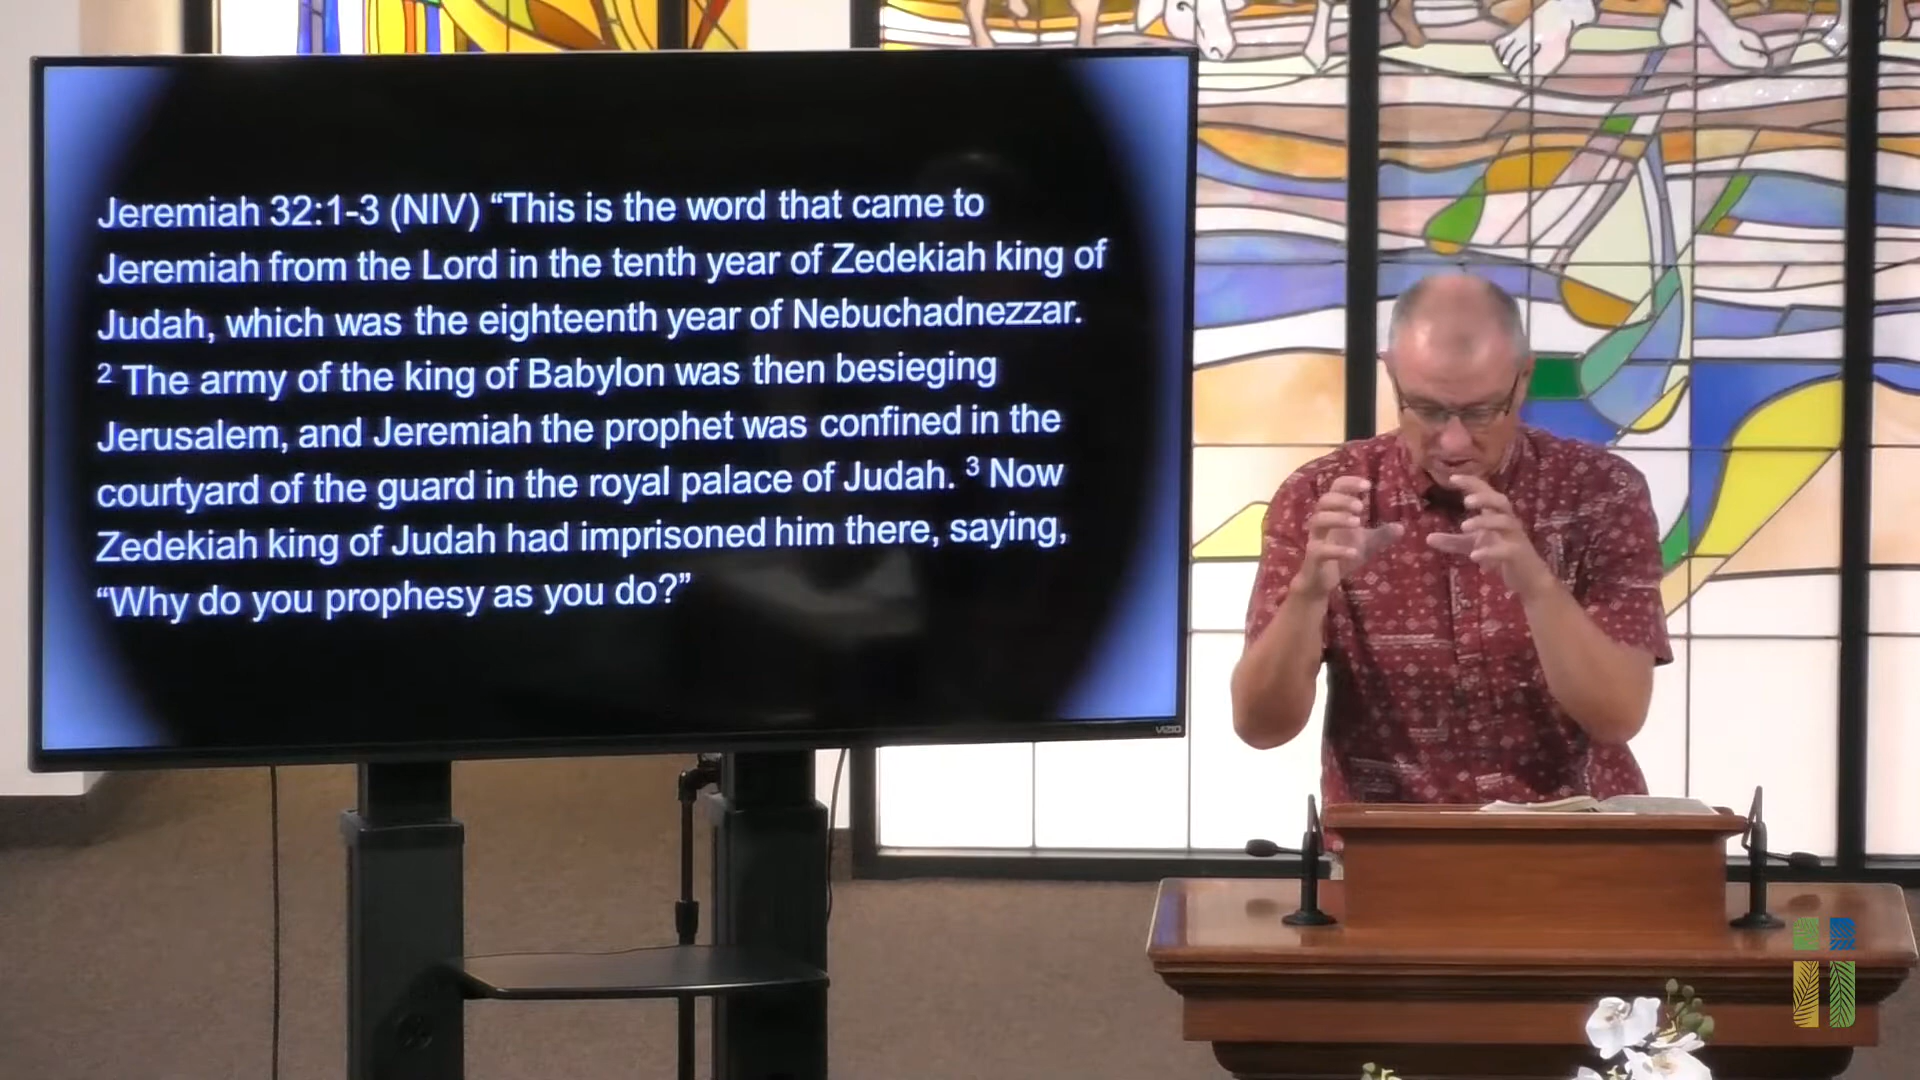 Jeremiah 32:1-3 (NIV) “This is the word that came to
Jeremiah from the Lord in the tenth year of Zedekiah king of
Judah, which was the eighteenth year of Nebuchadnezzar.
² The army of the king of Babylon was then besieging
Jerusalem, and Jeremiah the prophet was confined in the
courtyard of the guard in the royal palace of Judah. ³ Now
Zedekiah king of Judah had imprisoned him there, saying,
“Why do you prophesy as you do?”
VIZIO